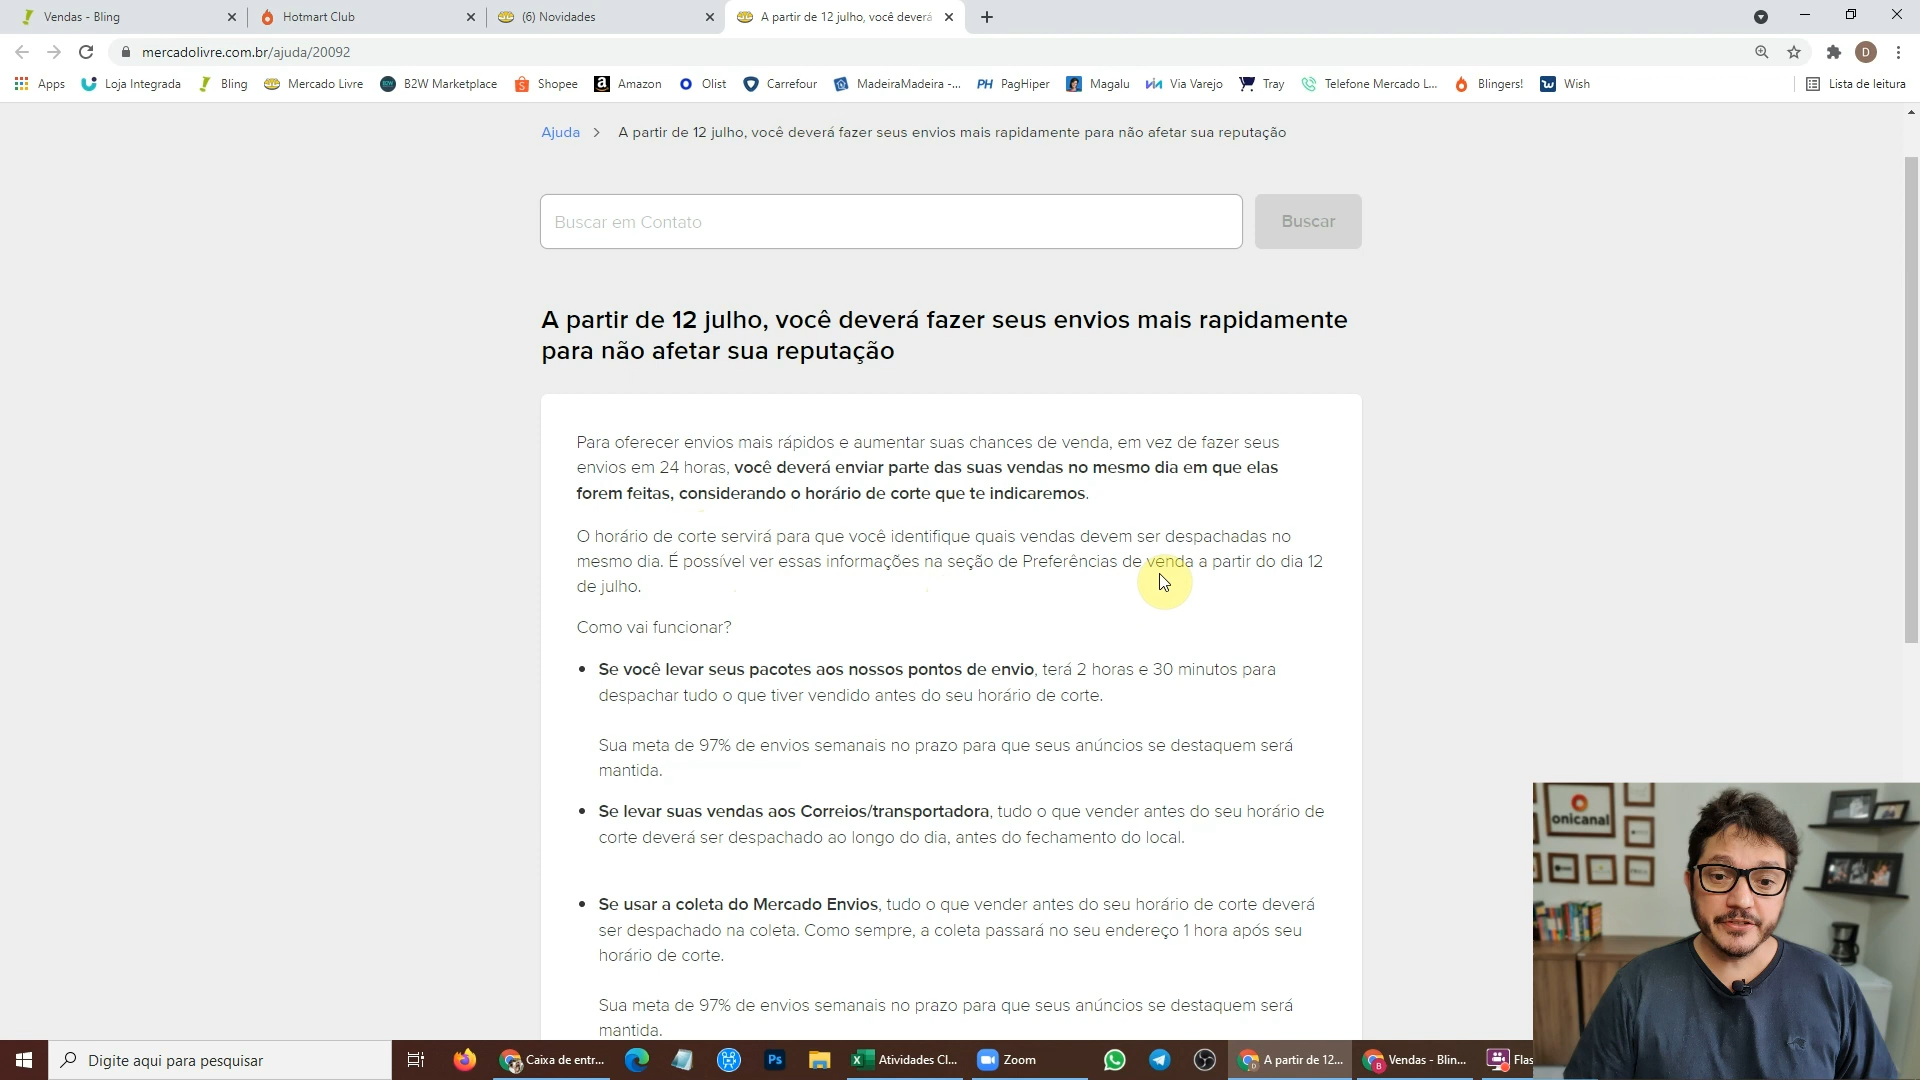 Vendas - Bling
Hotmart Club
(6) Novidades
A partir de 12 julho, você deverá
mercadolivre.com.br/ajuda/20092
D
Apps
Loja Integrada
Bling
Mercado Livre
B2W Marketplace
Shopee
Amazon
Olist
Carrefour
MadeiraMadeira -...
PagHiper
Magalu
Via Varejo
Tray
Telefone Mercado L...
Blingers!
Wish
Lista de leitura
Ajuda > A partir de 12 julho, você deverá fazer seus envios mais rapidamente para não afetar sua reputação
Buscar em Contato
Buscar
A partir de 12 julho, você deverá fazer seus envios mais rapidamente
para não afetar sua reputação
Para oferecer envios mais rápidos e aumentar suas chances de venda, em vez de fazer seus
envios em 24 horas, você deverá enviar parte das suas vendas no mesmo dia em que elas
forem feitas, considerando o horário de corte que te indicaremos.
O horário de corte servirá para que você identifique quais vendas devem ser despachadas no
mesmo dia. É possível ver essas informações na seção de Preferências de venda a partir do dia 12
de julho.
Como vai funcionar?
• Se você levar seus pacotes aos nossos pontos de envio, terá 2 horas e 30 minutos para
despachar tudo o que tiver vendido antes do seu horário de corte.
Sua meta de 97% de envios semanais no prazo para que seus anúncios se destaquem será
mantida.
• Se levar suas vendas aos Correios/transportadora, tudo o que vender antes do seu horário de
corte deverá ser despachado ao longo do dia, antes do fechamento do local.
• Se usar a coleta do Mercado Envios, tudo o que vender antes do seu horário de corte deverá
ser despachado na coleta. Como sempre, a coleta passará no seu endereço 1 hora após seu
horário de corte.
Sua meta de 97% de envios semanais no prazo para que seus anúncios se destaquem será
mantida.
onicanal
Digite aqui para pesquisar
Caixa de entr...
Ps
Atividades Cl...
Zoom
A partir de 12...
Vendas - Blin...
Flas